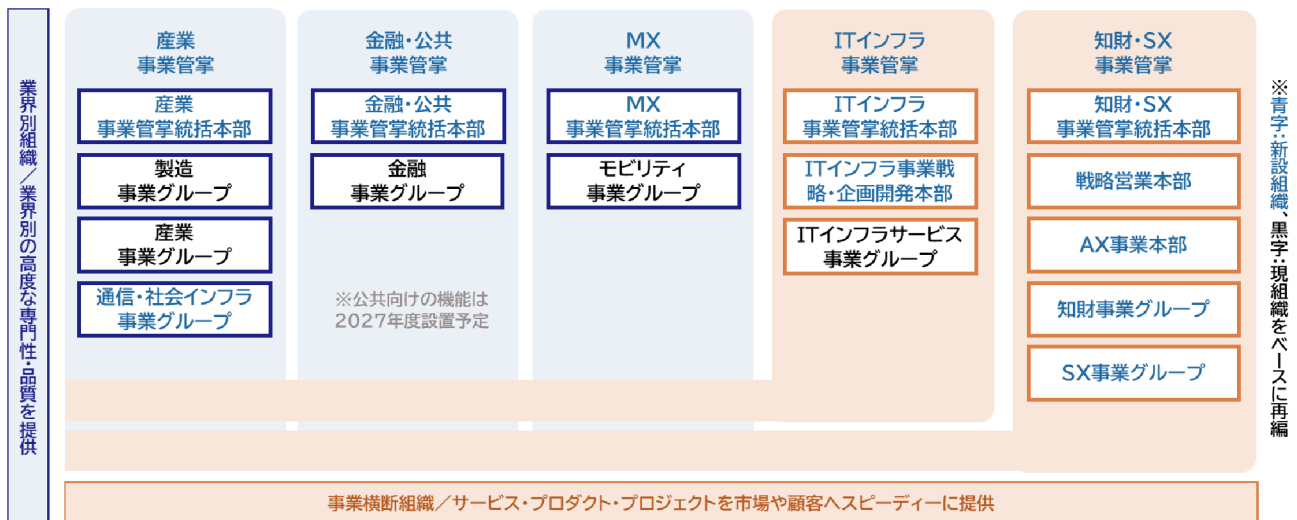 業界別組織／業界別の高度な専門性・品質を提供
産業
事業管掌
産業
事業管掌統括本部
製造
事業グループ
産業
事業グループ
通信・社会インフラ
事業グループ
金融・公共
事業管掌
金融・公共
事業管掌統括本部
金融
事業グループ
※公共向けの機能は
2027年度設置予定
MX
事業管掌
MX
事業管掌統括本部
モビリティ
事業グループ
ITインフラ
事業管掌
ITインフラ
事業管掌統括本部
ITインフラ事業戦
略・企画開発本部
ITインフラサービス
事業グループ
知財・SX
事業管掌
知財・SX
事業管掌統括本部
戦略営業本部
AX事業本部
知財事業グループ
SX事業グループ
※青字：新設組織、黒字：現組織をベースに再編
事業横断組織／サービス・プロダクト・プロジェクトを市場や顧客へスピーディーに提供